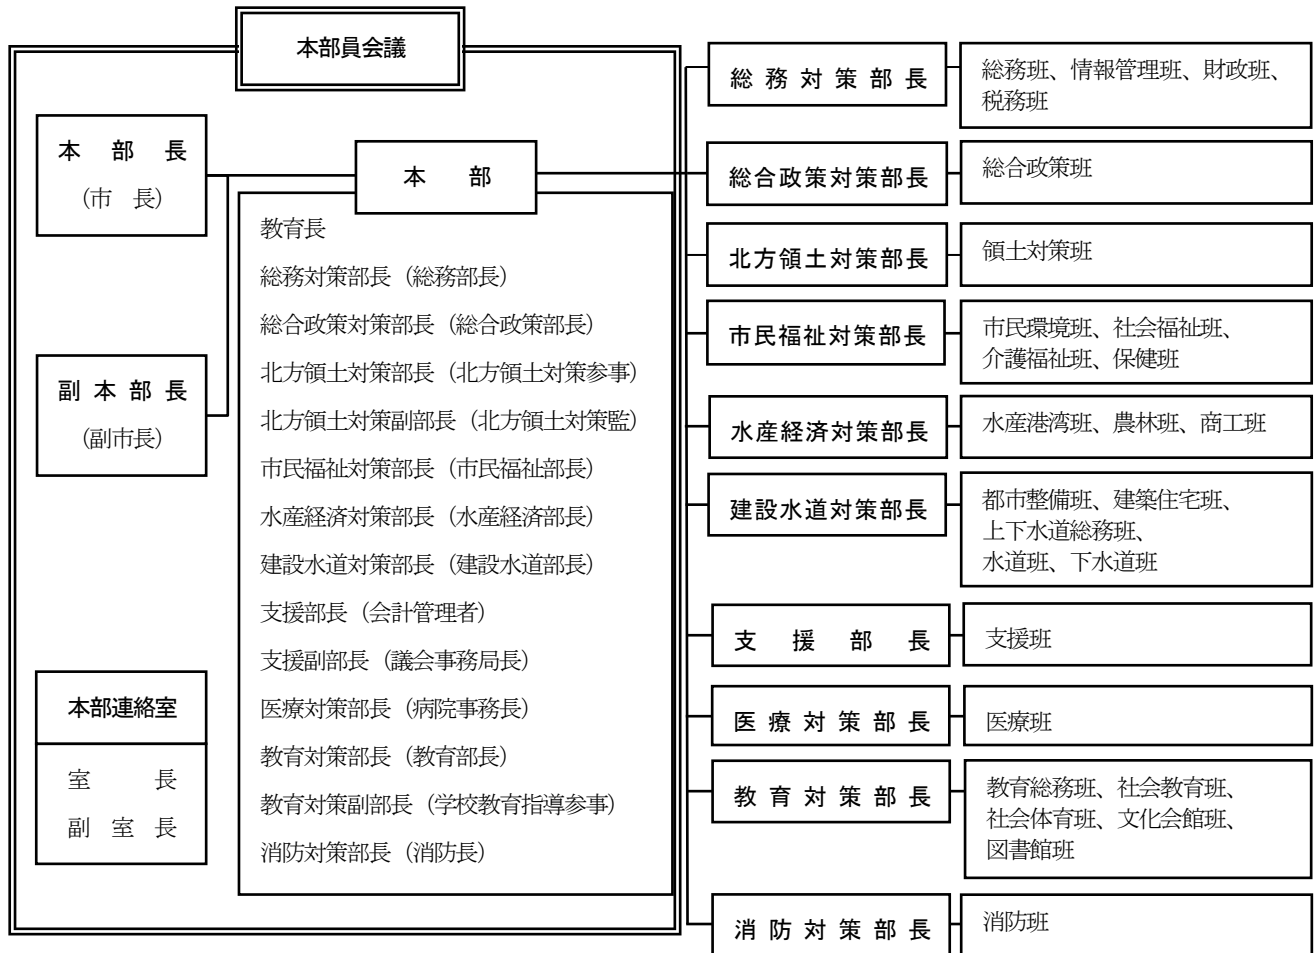 本部員会議
本部長
(市長)
副本部長
(副市長)
本部連絡室
室長
副室長
本部
教育長
総務対策部長（総務部長）
総合政策対策部長（総合政策部長）
北方領土対策部長（北方領土対策参事）
北方領土対策副部長（北方領土対策監）
市民福祉対策部長（市民福祉部長）
水産経済対策部長（水産経済部長）
建設水道対策部長（建設水道部長）
支援部長（会計管理者）
支援副部長（議会事務局長）
医療対策部長（病院事務長）
教育対策部長（教育部長）
教育対策副部長（学校教育指導参事）
消防対策部長（消防長）
総務対策部長
総務班、情報管理班、財政班、
税務班
総合政策対策部長
総合政策班
北方領土対策部長
領土対策班
市民福祉対策部長
市民環境班、社会福祉班、
介護福祉班、保健班
水産経済対策部長
水産港湾班、農林班、商工班
建設水道対策部長
都市整備班、建築住宅班、
上下水道総務班、
水道班、下水道班
支援部長
支援班
医療対策部長
医療班
教育対策部長
教育総務班、社会教育班、
社会体育班、文化会館班、
図書館班
消防対策部長
消防班